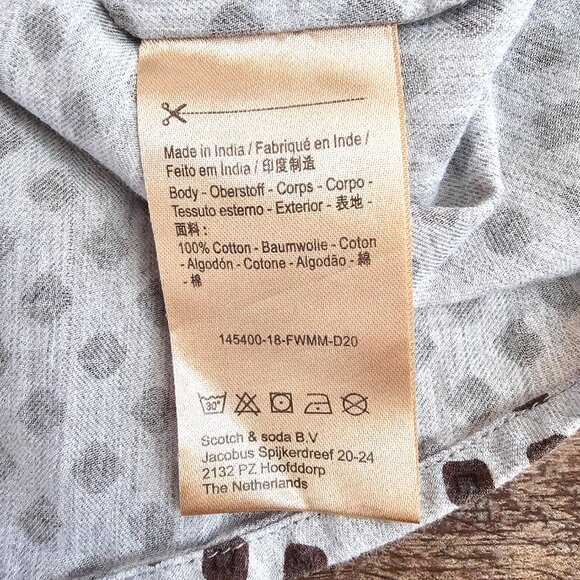 Made in India / Fabriqué en Inde /
Feito em India / 印度制造
Body - Oberstoff - Corps - Corpo -
Tessuto esterno - Exterior - 表地 -
面料 :
100% Cotton - Baumwolle - Coton
- Algodón - Cotone - Algodão - 綿
- 棉
145400-18-FWMM-D20
30°
Scotch & soda B.V
Jacobus Spijkerdreef 20-24
2132 PZ Hoofddorp
The Netherlands